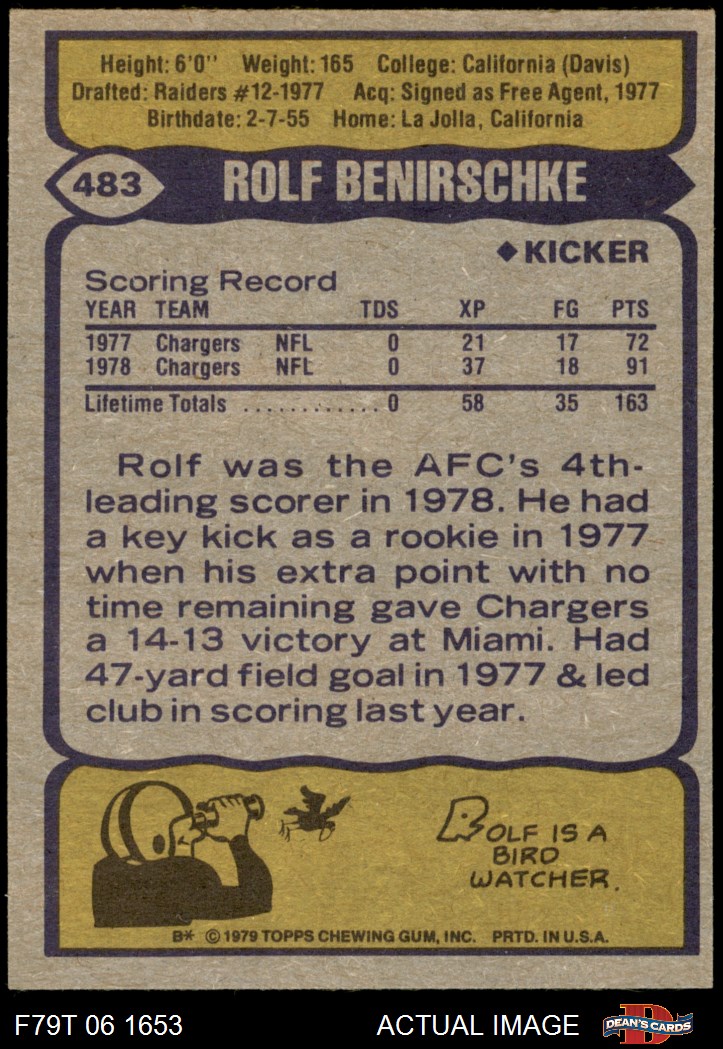 Height: 6'0" Weight: 165 College: California (Davis)
Drafted: Raiders #12-1977 Acq: Signed as Free Agent, 1977
Birthdate: 2-7-55 Home: La Jolla, California
483 ROLF BENIRSCHKE
◆ KICKER
Scoring Record
YEAR TEAM TDS XP FG PTS
1977 Chargers NFL 0 21 17 72
1978 Chargers NFL 0 37 18 91
Lifetime Totals ............ 0 58 35 163
Rolf was the AFC's 4th-
leading scorer in 1978. He had
a key kick as a rookie in 1977
when his extra point with no
time remaining gave Chargers
a 14-13 victory at Miami. Had
47-yard field goal in 1977 & led
club in scoring last year.
ROLF IS A
BIRD
WATCHER.
B* © 1979 TOPPS CHEWING GUM, INC. PRTD. IN U.S.A.
F79T 06 1653 ACTUAL IMAGE D DEAN'S CARDS